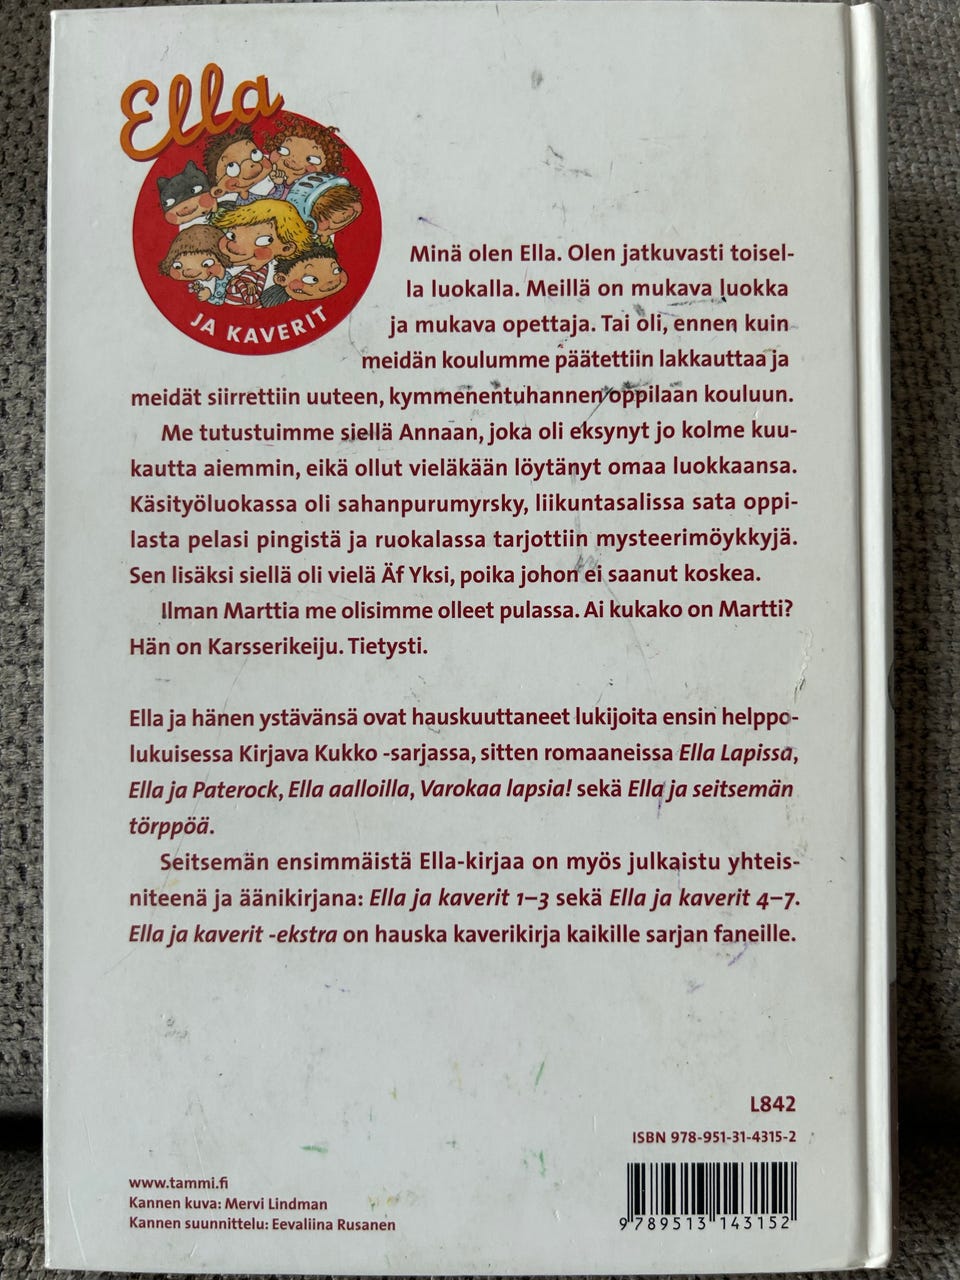 Ella
JA KAVERIT
Minä olen Ella. Olen jatkuvasti toisel-
la luokalla. Meillä on mukava luokka
ja mukava opettaja. Tai oli, ennen kuin
meidän koulumme päätettiin lakkauttaa ja
meidät siirrettiin uuteen, kymmenentuhannen oppilaan kouluun.
Me tutustuimme siellä Annaan, joka oli eksynyt jo kolme kuu-
kautta aiemmin, eikä ollut vieläkään löytänyt omaa luokkaansa.
Käsityöluokassa oli sahanpurumyrsky, liikuntasalissa sata oppi-
lasta pelasi pingistä ja ruokalassa tarjottiin mysteerimöykkyjä.
Sen lisäksi siellä oli vielä Äf Yksi, poika johon ei saanut koskea.
Ilman Marttia me olisimme olleet pulassa. Ai kukako on Martti?
Hän on Karsserikeiju. Tietysti.
Ella ja hänen ystävänsä ovat hauskuuttaneet lukijoita ensin helppo-
lukuisessa Kirjava Kukko -sarjassa, sitten romaaneissa Ella Lapissa,
Ella ja Paterock, Ella aalloilla, Varokaa lapsia! sekä Ella ja seitsemän
törppöä.
Seitsemän ensimmäistä Ella-kirjaa on myös julkaistu yhteis-
niteenä ja äänikirjana: Ella ja kaverit 1–3 sekä Ella ja kaverit 4–7.
Ella ja kaverit -ekstra on hauska kaverikirja kaikille sarjan faneille.
L842
ISBN 978-951-31-4315-2
www.tammi.fi
Kannen kuva: Mervi Lindman
Kannen suunnittelu: Eevaliina Rusanen
9 789513 143152